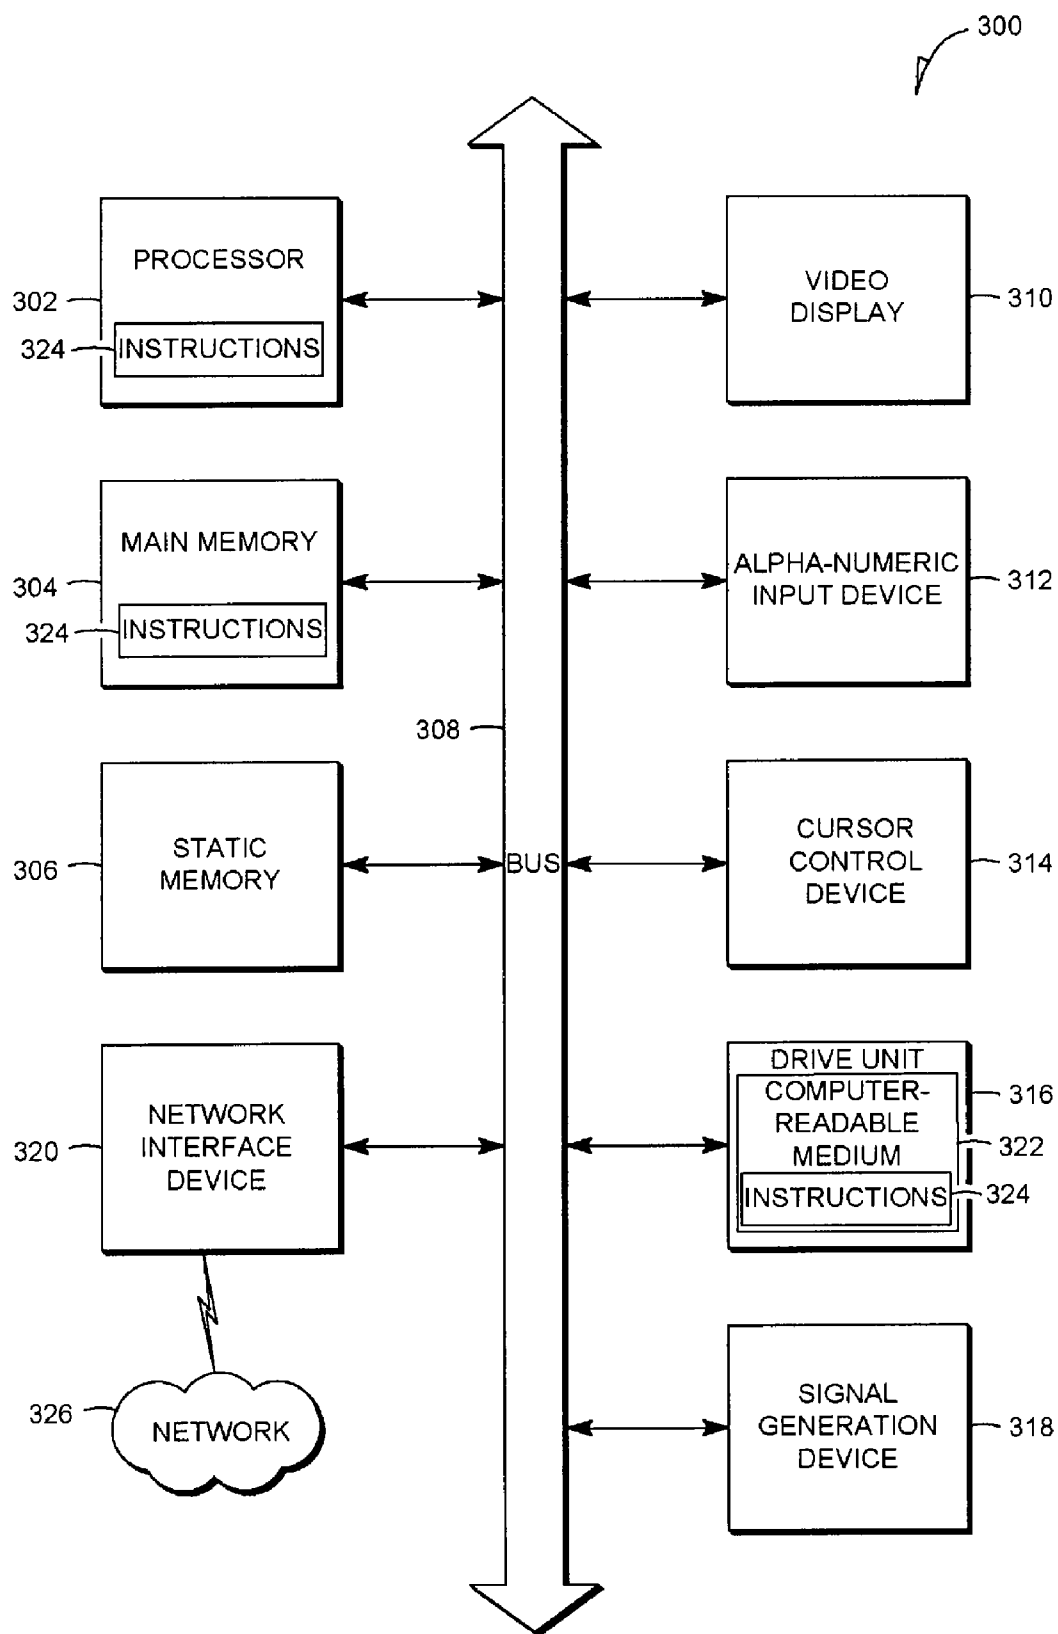 300
PROCESSOR
302
324
INSTRUCTIONS
VIDEO
DISPLAY
310
MAIN MEMORY
304
324
INSTRUCTIONS
ALPHA-NUMERIC
INPUT DEVICE
312
308
STATIC
MEMORY
306
BUS
CURSOR
CONTROL
DEVICE
314
NETWORK
INTERFACE
DEVICE
320
DRIVE UNIT
316
COMPUTER-
READABLE
MEDIUM
322
INSTRUCTIONS
324
326
NETWORK
SIGNAL
GENERATION
DEVICE
318